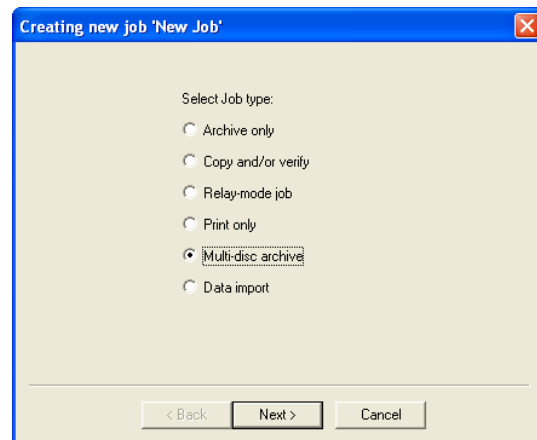 Creating new job 'New Job'
Select Job type:
Archive only
Copy and/or verify
Relay-mode job
Print only
Multi-disc archive
Data import
< Back Next > Cancel